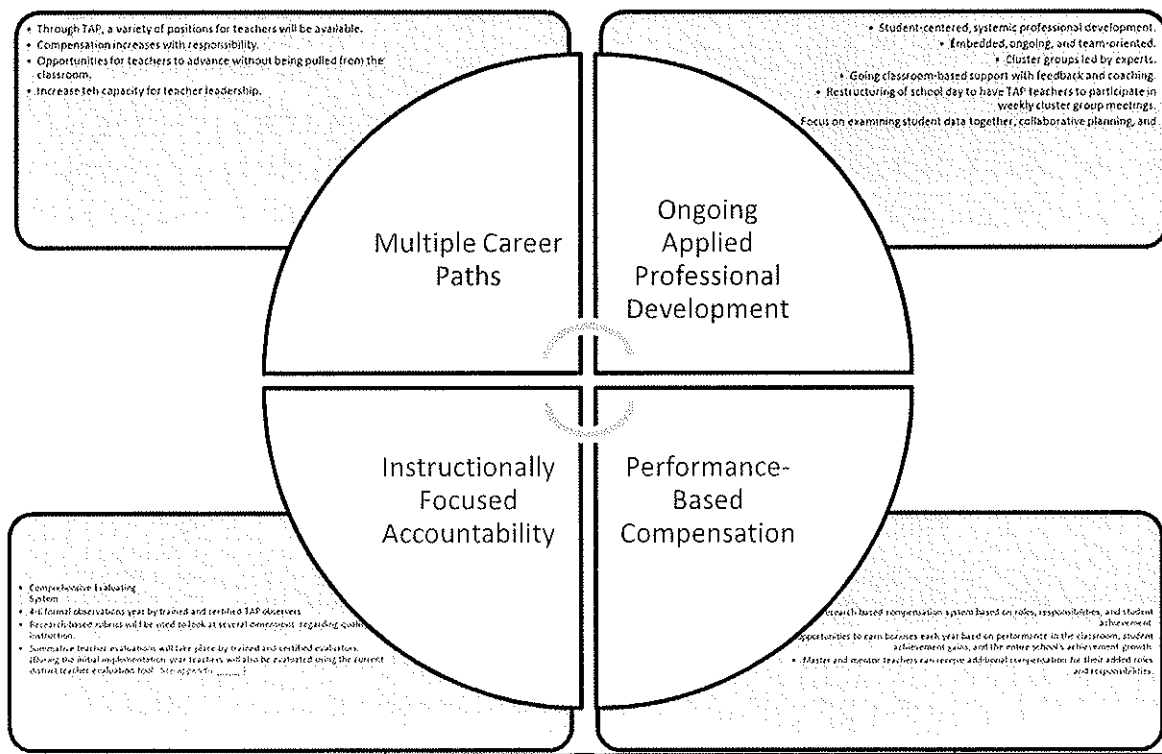 • Through TAP, a variety of positions for teachers will be available.
• Compensation increases with responsibility.
• Opportunities for teachers to advance without being pulled from the
classroom.
• Increase teh capacity for teacher leadership.
• Student-centered, systemic professional development.
• Embedded, ongoing, and team-oriented.
• Cluster groups led by experts.
• Going classroom-based support with feedback and coaching.
• Restructuring of school day to have TAP teachers to participate in
weekly cluster group meetings.
Focus on examining student data together, collaborative planning, and
Multiple Career
Paths
Ongoing
Applied
Professional
Development
Instructionally
Focused
Accountability
Performance-
Based
Compensation
• Comprehensive Evaluating
System
• 4-6 formal observations year by trained and certified TAP observers
• Research-based rubrics will be used to look at several dimensions regarding
instruction.
• Summative teacher evaluations will take place by trained and certified evaluators.
(During the initial implementation year teachers will also be evaluated using the current
district teacher evaluation tool. See appendix ______)
research-based compensation system based on roles, responsibilities, and student
achievement
opportunities to earn bonuses each year based on performance in the classroom, student
achievement gains, and the entire school's achievement growth.
• Master and mentor teachers can receive additional compensation for their added roles
and responsibilities.